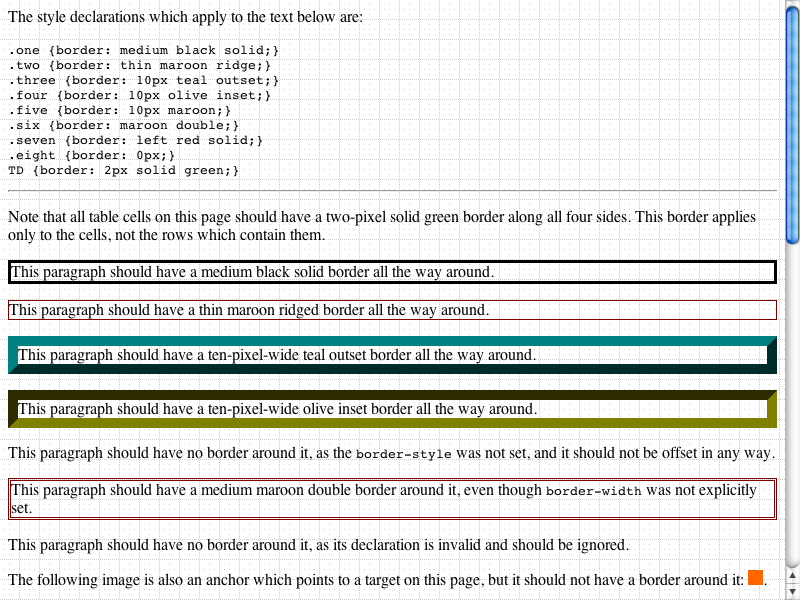 The style declarations which apply to the text below are:
.one {border: medium black solid;}
.two {border: thin maroon ridge;}
.three {border: 10px teal outset;}
.four {border: 10px olive inset;}
.five {border: 10px maroon;}
.six {border: maroon double;}
.seven {border: left red solid;}
.eight {border: 0px;}
TD {border: 2px solid green;}
Note that all table cells on this page should have a two-pixel solid green border along all four sides. This border applies
only to the cells, not the rows which contain them.
This paragraph should have a medium black solid border all the way around.
This paragraph should have a thin maroon ridged border all the way around.
This paragraph should have a ten-pixel-wide teal outset border all the way around.
This paragraph should have a ten-pixel-wide olive inset border all the way around.
This paragraph should have no border around it, as the border-style was not set, and it should not be offset in any way.
This paragraph should have a medium maroon double border around it, even though border-width was not explicitly
set.
This paragraph should have no border around it, as its declaration is invalid and should be ignored.
The following image is also an anchor which points to a target on this page, but it should not have a border around it: .